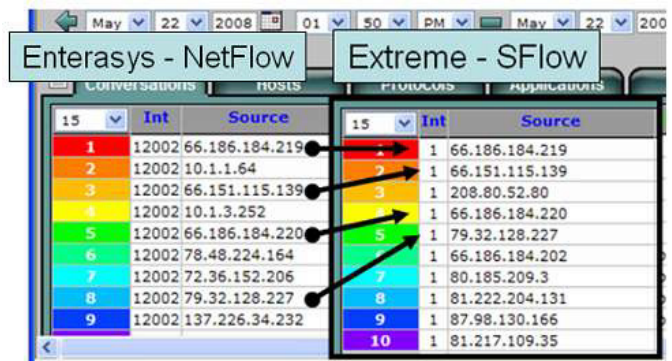 May 22 2008 01 50 PM May 22 200
Enterasys - NetFlow
Extreme - SFlow
Conversations Hosts Protocols Applications
15 Int Source
1 12002 66.186.184.219
2 12002 10.1.1.64
3 12002 66.151.115.139
4 12002 10.1.3.252
5 12002 66.186.184.220
6 12002 78.48.224.164
7 12002 72.36.152.206
8 12002 79.32.128.227
9 12002 137.226.34.232
15 Int Source
1 1 66.186.184.219
2 1 66.151.115.139
3 1 208.80.52.80
1 66.186.184.220
5 1 79.32.128.227
6 1 66.186.184.202
7 1 80.185.209.3
8 1 81.222.204.131
9 1 87.98.130.166
10 1 81.217.109.35